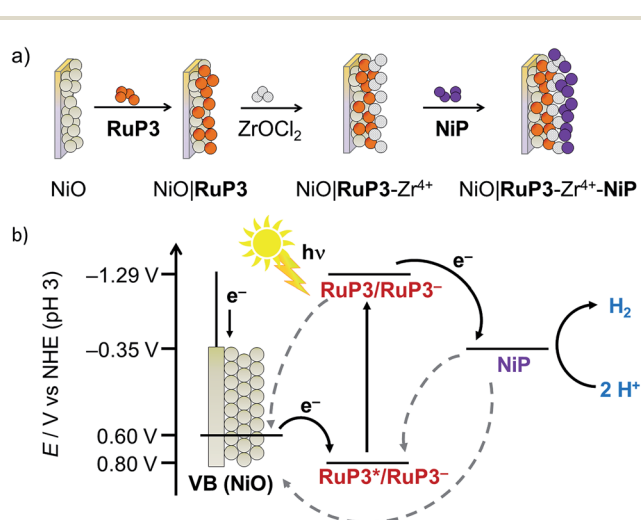 a)
RuP3
ZrOCl₂
NiP
NiO
NiO|RuP3
NiO|RuP3-Zr⁴⁺
NiO|RuP3-Zr⁴⁺-NiP
b)
E / V vs NHE (pH 3)
–1.29 V
–0.35 V
0.60 V
0.80 V
hν
e⁻
RuP3/RuP3⁻
e⁻
H₂
NiP
2 H⁺
e⁻
VB (NiO)
RuP3*/RuP3⁻